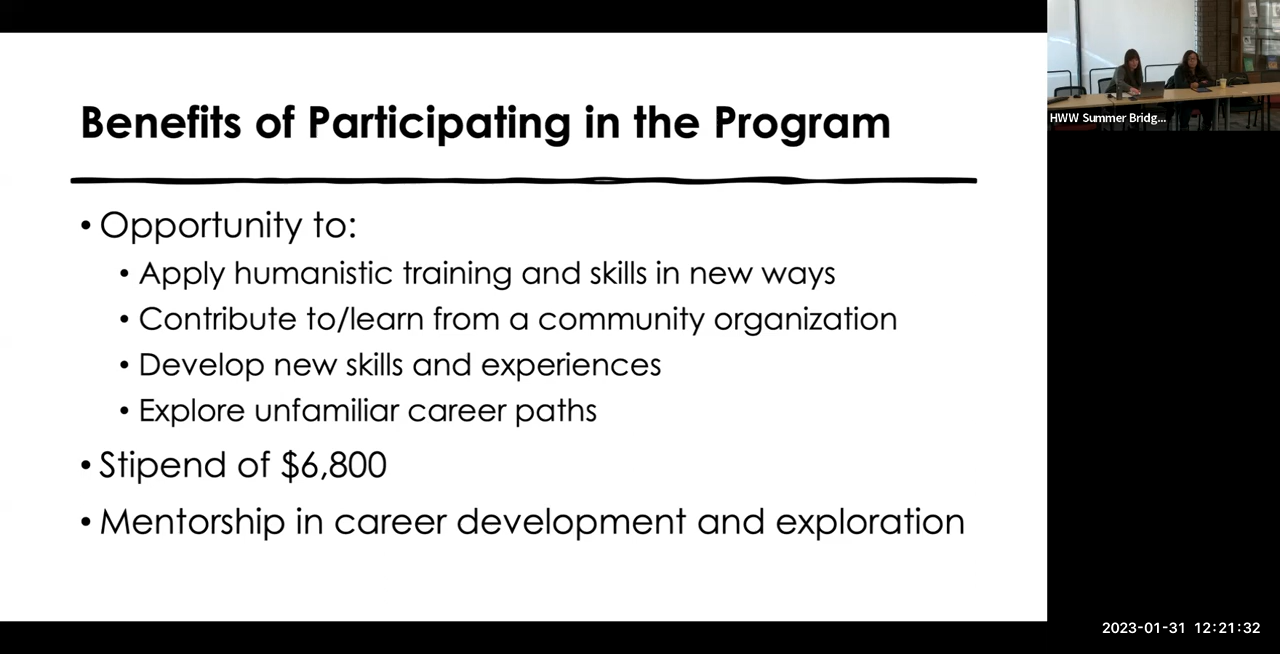 Benefits of Participating in the Program
• Opportunity to:
• Apply humanistic training and skills in new ways
• Contribute to/learn from a community organization
• Develop new skills and experiences
• Explore unfamiliar career paths
• Stipend of $6,800
• Mentorship in career development and exploration
HWW Summer Bridg...
2023-01-31 12:21:32